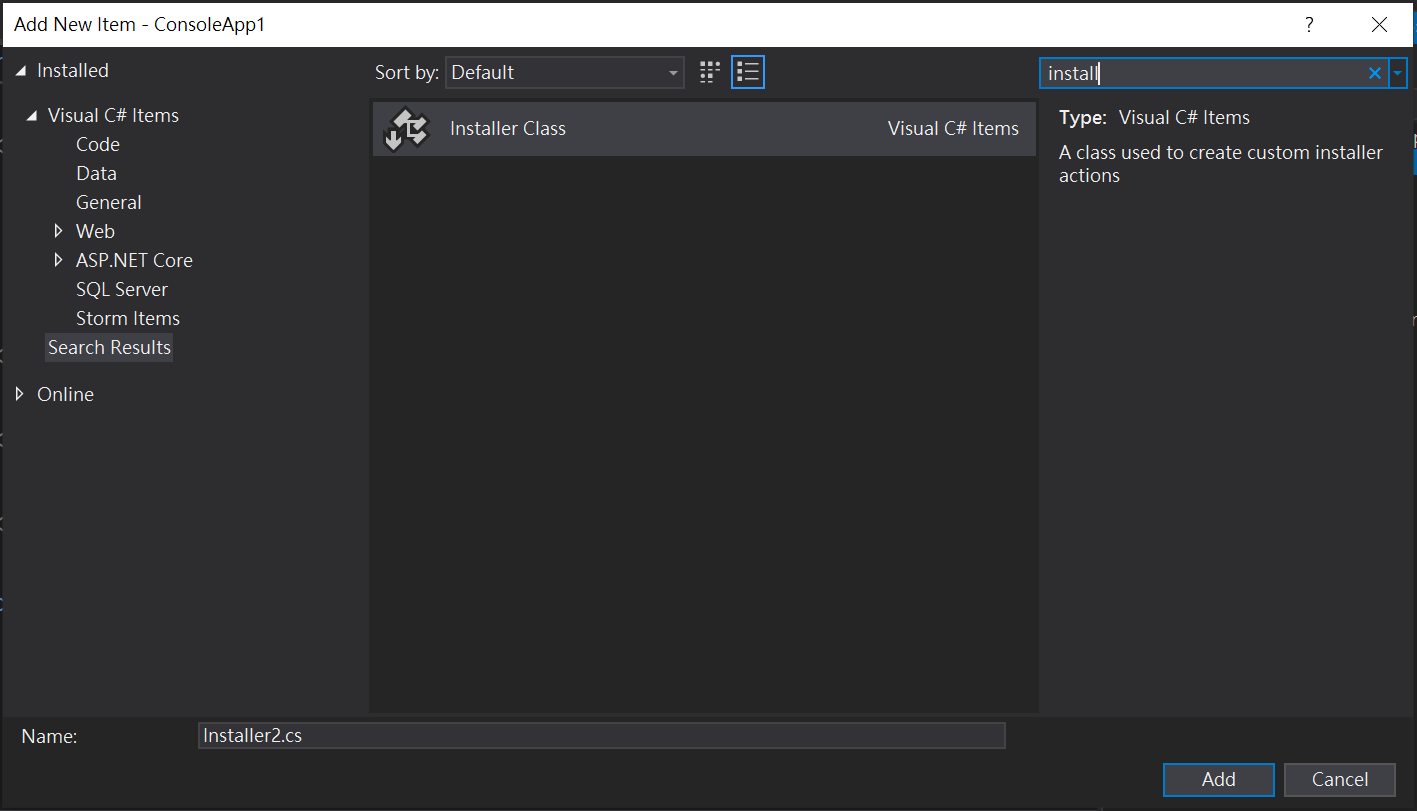 Add New Item - ConsoleApp1
?
Installed
Visual C# Items
Code
Data
General
Web
ASP.NET Core
SQL Server
Storm Items
Search Results
Online
Sort by: Default
Installer Class Visual C# Items
install
Type: Visual C# Items
A class used to create custom installer
actions
Name: Installer2.cs
Add Cancel